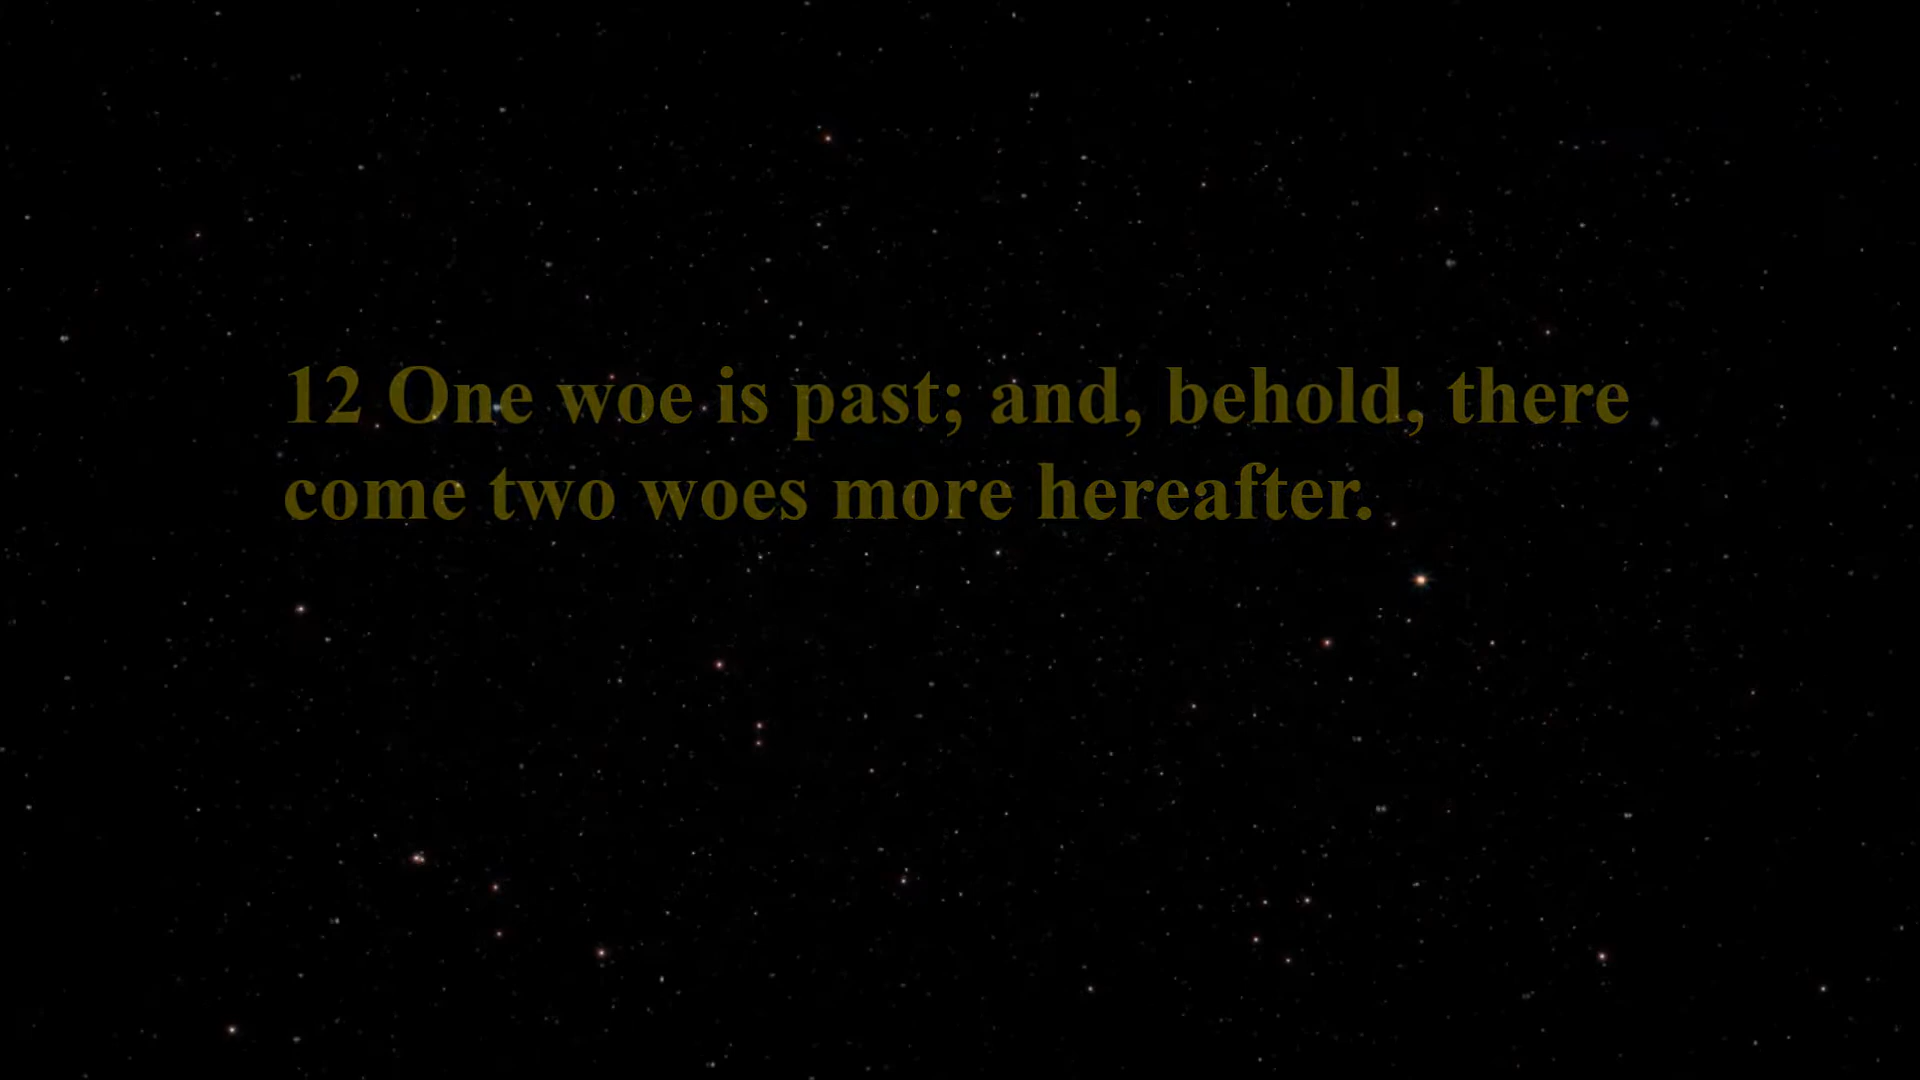 12 One woe is past; and, behold, there
come two woes more hereafter.